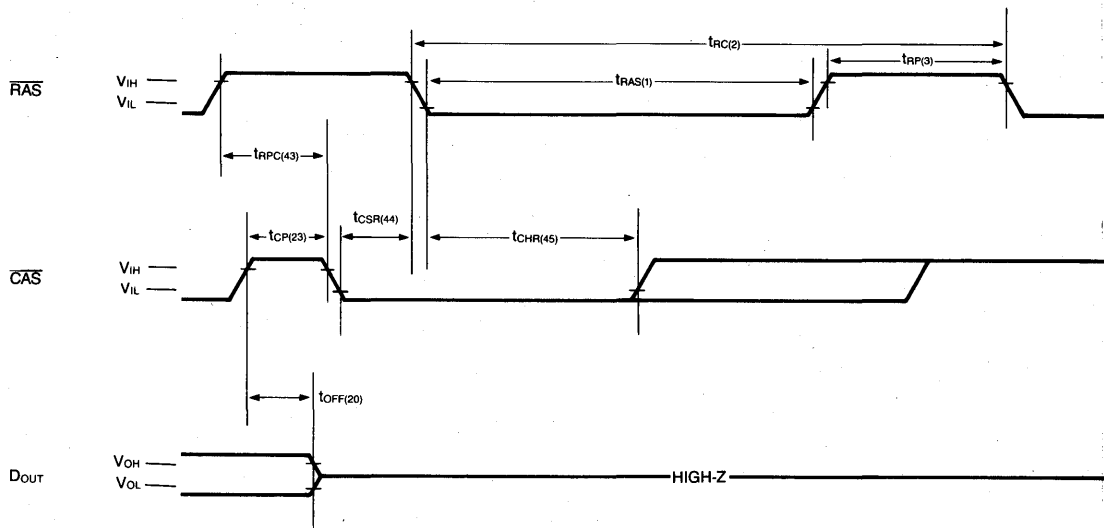 tRC(2)
tRAS(1)
tRP(3)
RAS
VIH
VIL
tRPC(43)
tCSR(44)
tCP(23)
tCHR(45)
CAS
VIH
VIL
tOFF(20)
DOUT
VOH
VOL
HIGH-Z